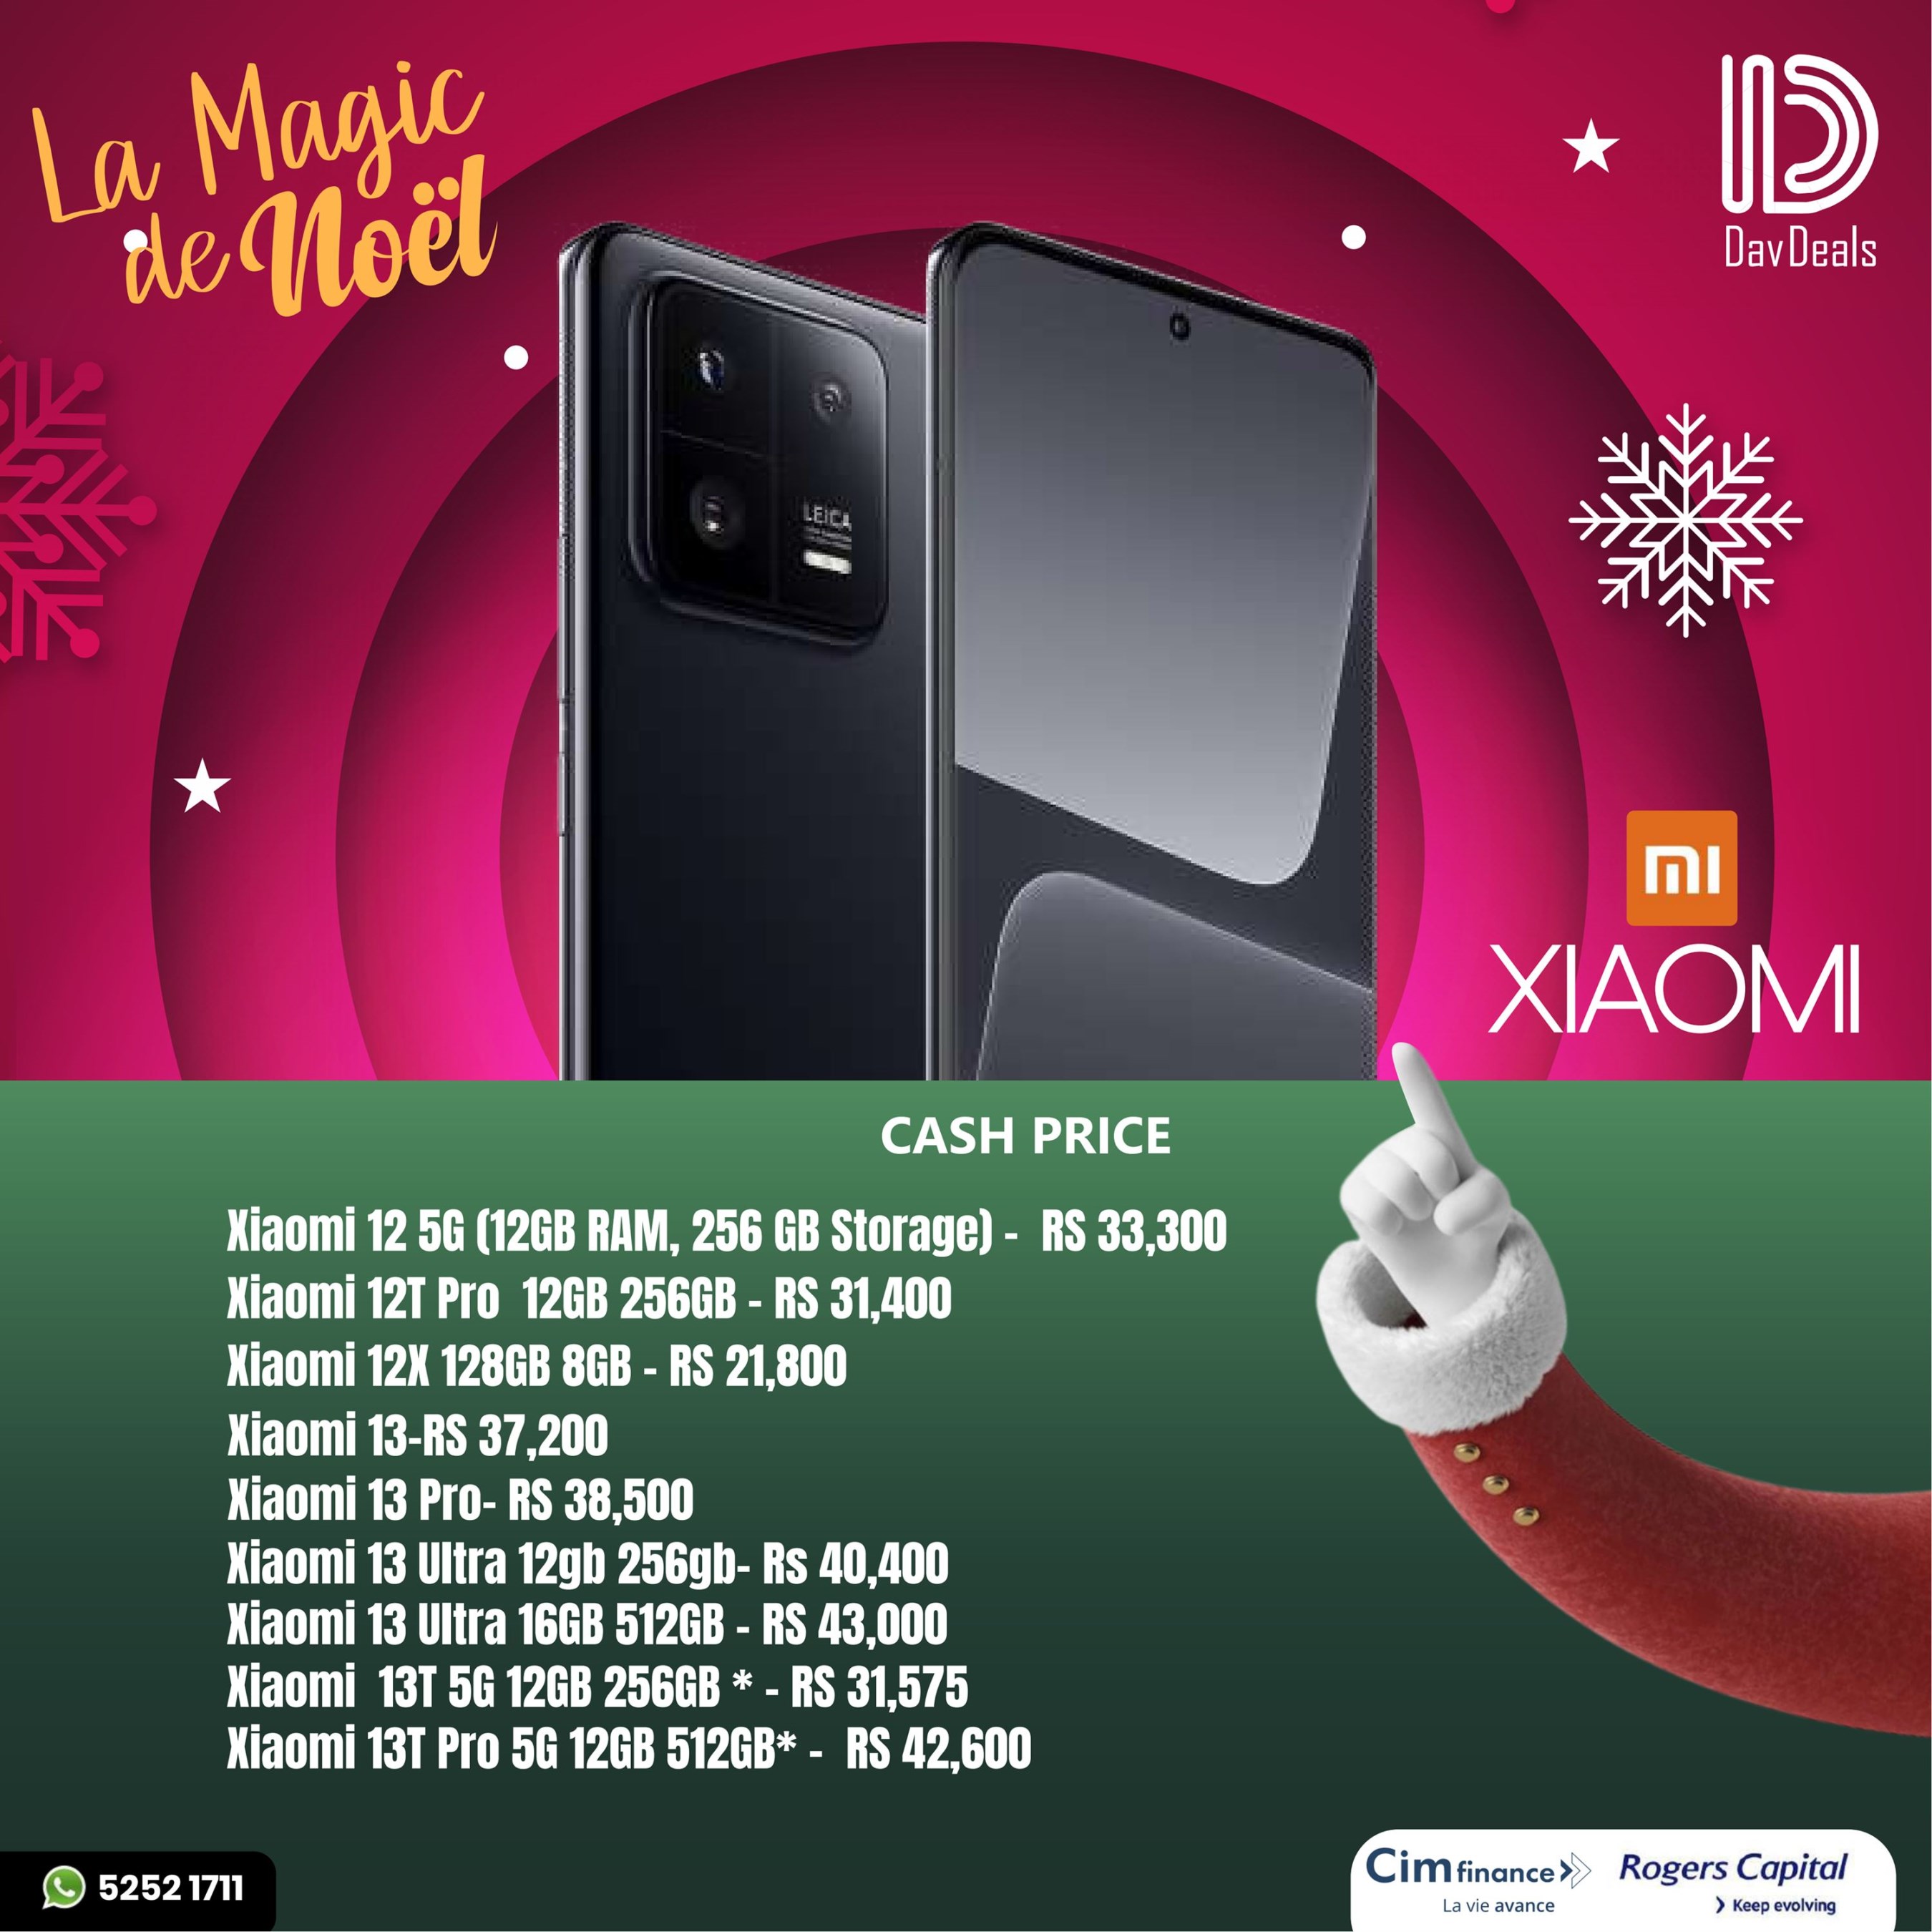 La Magic
de Noël
DavDeals
LEICA
mi
XIAOMI
CASH PRICE
Xiaomi 12 5G (12GB RAM, 256 GB Storage) - RS 33,300
Xiaomi 12T Pro 12GB 256GB - RS 31,400
Xiaomi 12X 128GB 8GB - RS 21,800
Xiaomi 13-RS 37,200
Xiaomi 13 Pro- RS 38,500
Xiaomi 13 Ultra 12gb 256gb- Rs 40,400
Xiaomi 13 Ultra 16GB 512GB - RS 43,000
Xiaomi 13T 5G 12GB 256GB * - RS 31,575
Xiaomi 13T Pro 5G 12GB 512GB* - RS 42,600
5252 1711
Cim finance
La vie avance
Rogers Capital
Keep evolving